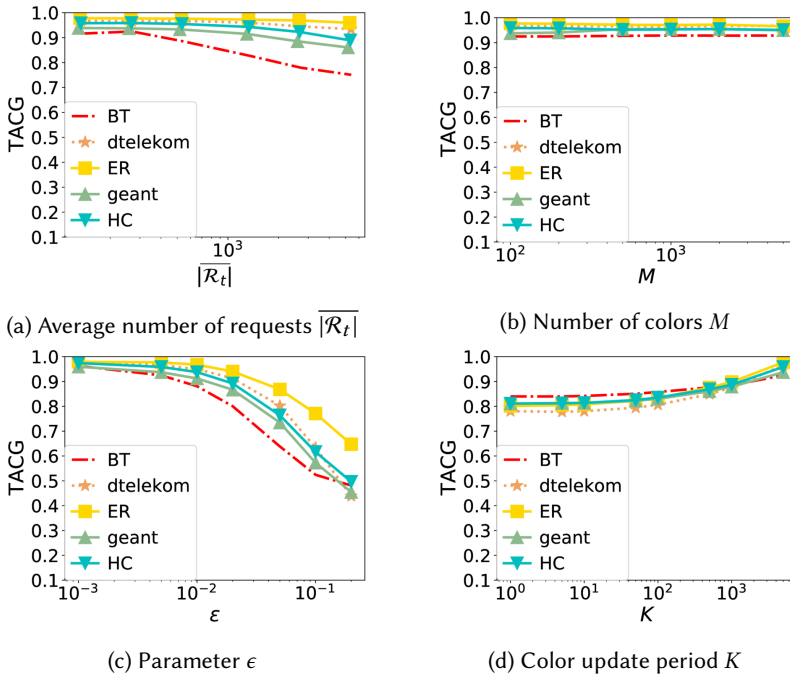 1.0
0.9
0.8
0.7
0.6
0.5
0.4
0.3
0.2
0.1
TACG
BT
dtelekom
ER
geant
HC
10³
|R̅t̅|
(a) Average number of requests |R̅t̅|
1.0
0.9
0.8
0.7
0.6
0.5
0.4
0.3
0.2
0.1
TACG
BT
dtelekom
ER
geant
HC
10² 10³
M
(b) Number of colors M
1.0
0.9
0.8
0.7
0.6
0.5
0.4
0.3
0.2
0.1
TACG
BT
dtelekom
ER
geant
HC
10⁻³ 10⁻² 10⁻¹
ε
(c) Parameter ϵ
1.0
0.9
0.8
0.7
0.6
0.5
0.4
0.3
0.2
0.1
TACG
BT
dtelekom
ER
geant
HC
10⁰ 10¹ 10² 10³
K
(d) Color update period K